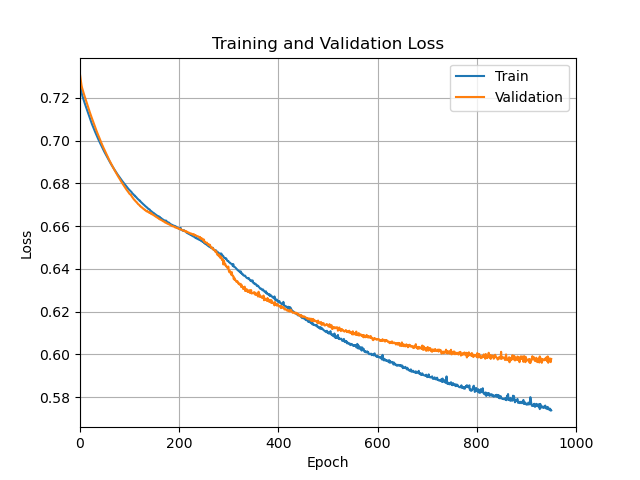 Training and Validation Loss
Train
Validation
0.72
0.70
0.68
0.66
0.64
0.62
0.60
0.58
Loss
0 200 400 600 800 1000
Epoch